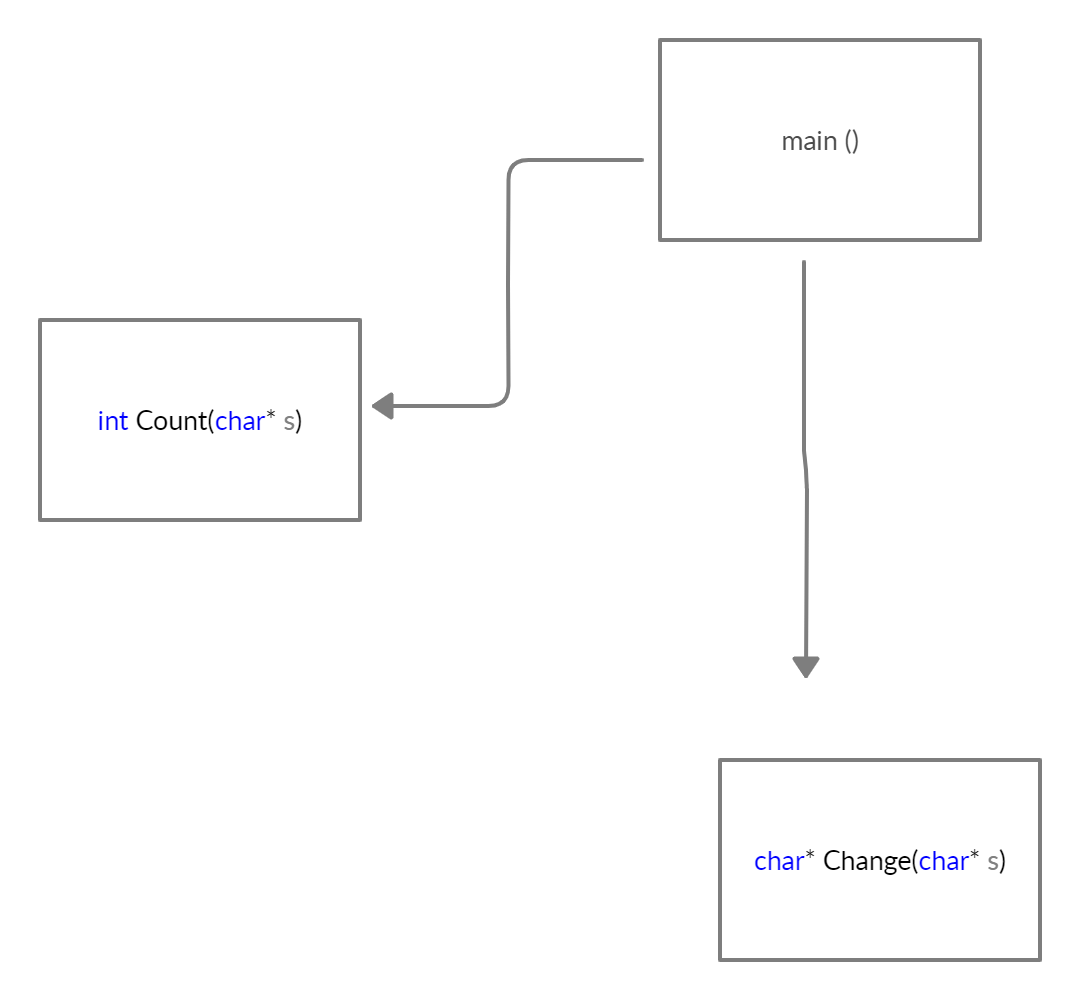 main ()
int Count(char* s)
char* Change(char* s)